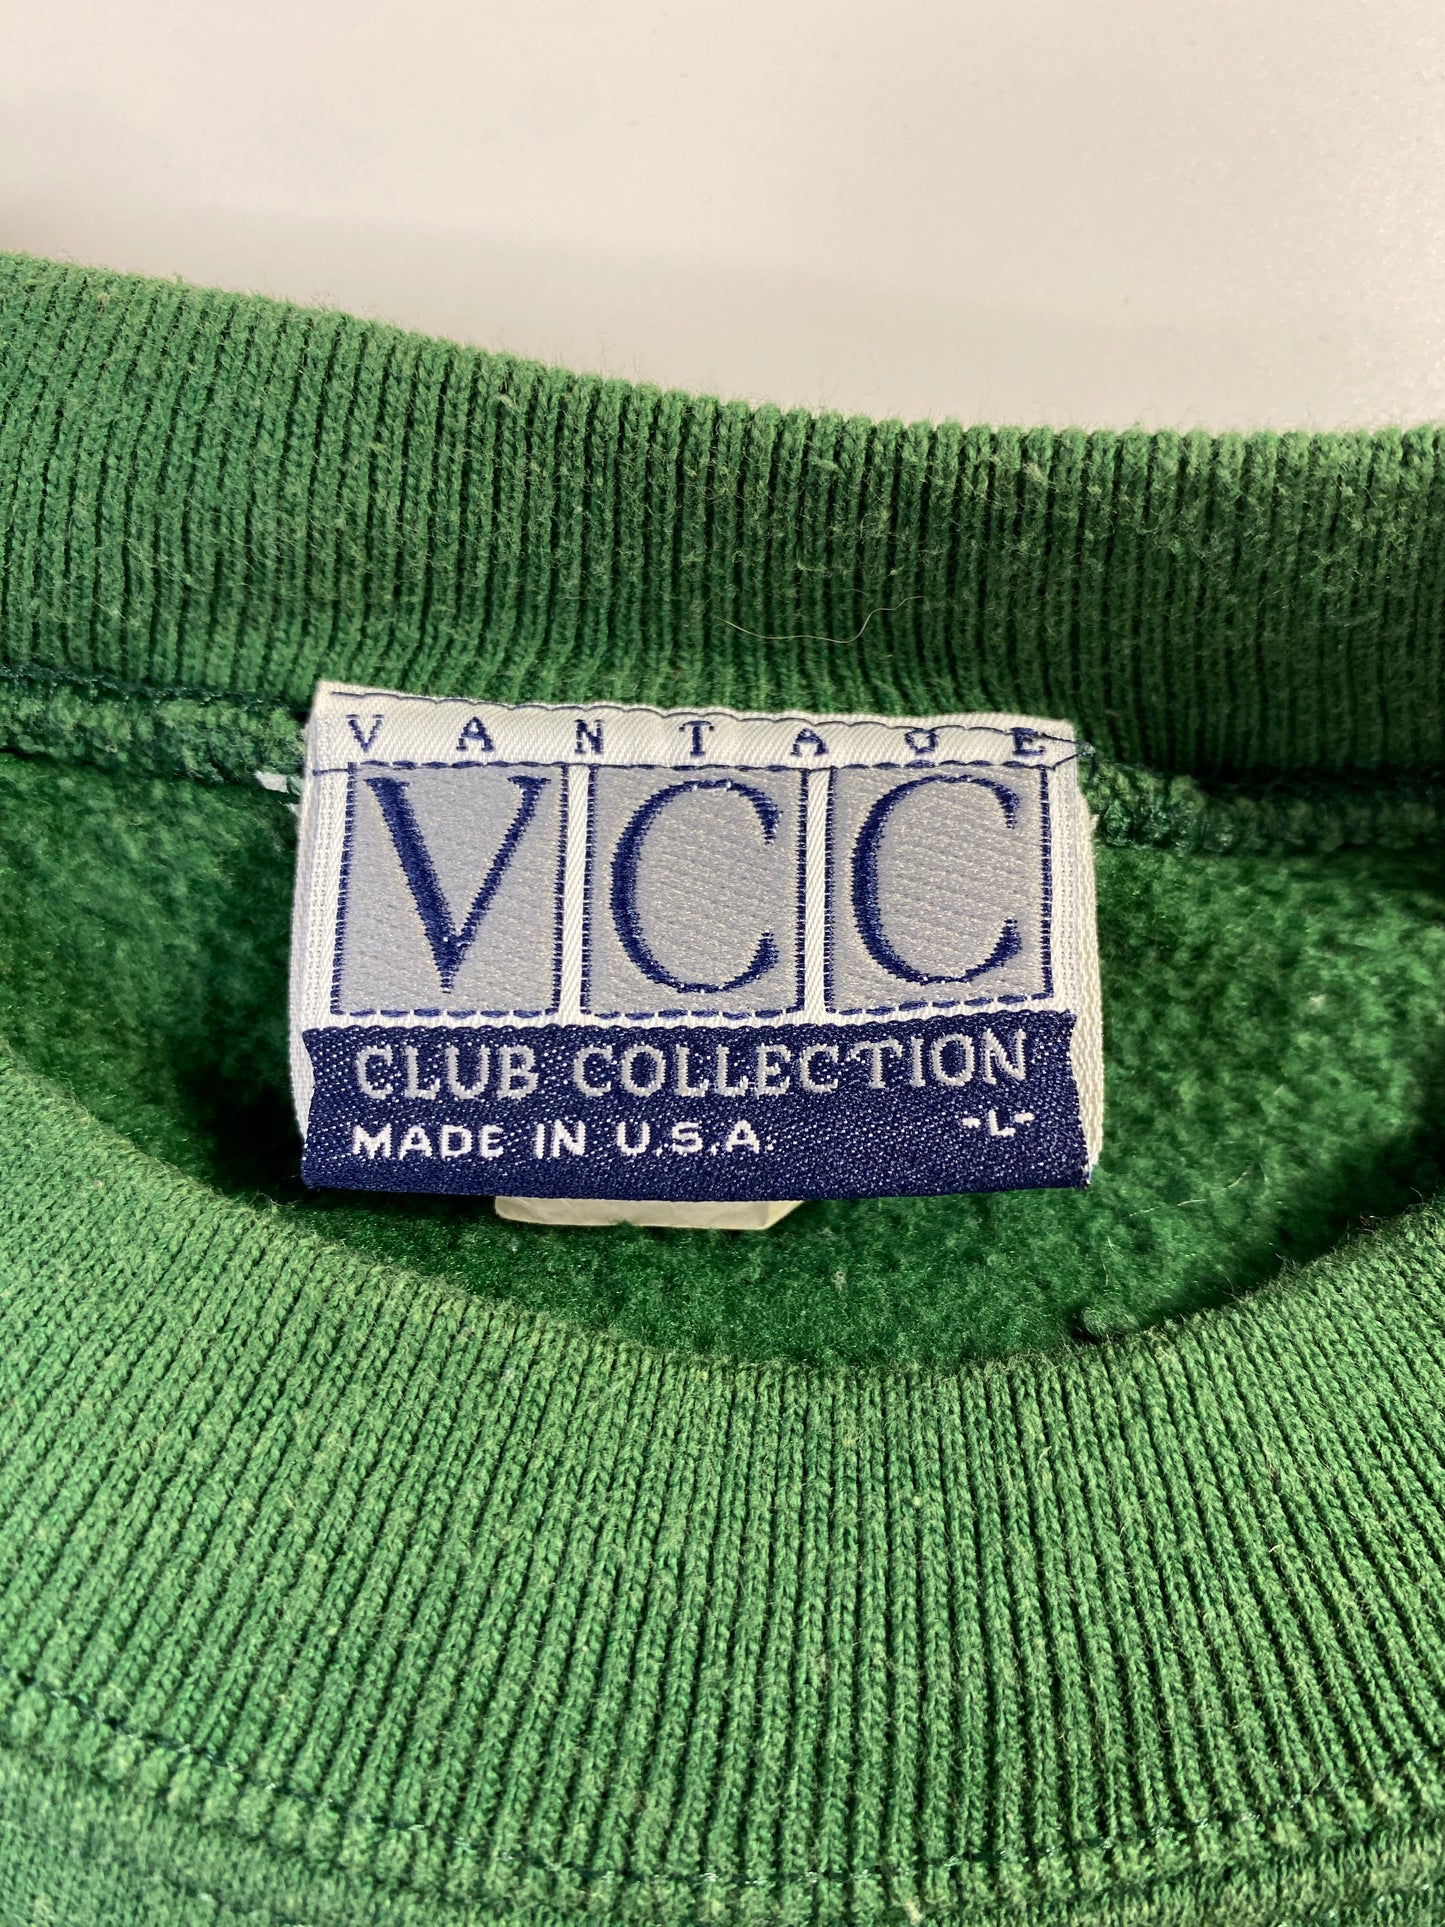 VANTAGE
VCC
CLUB COLLECTION
MADE IN U.S.A. -L-